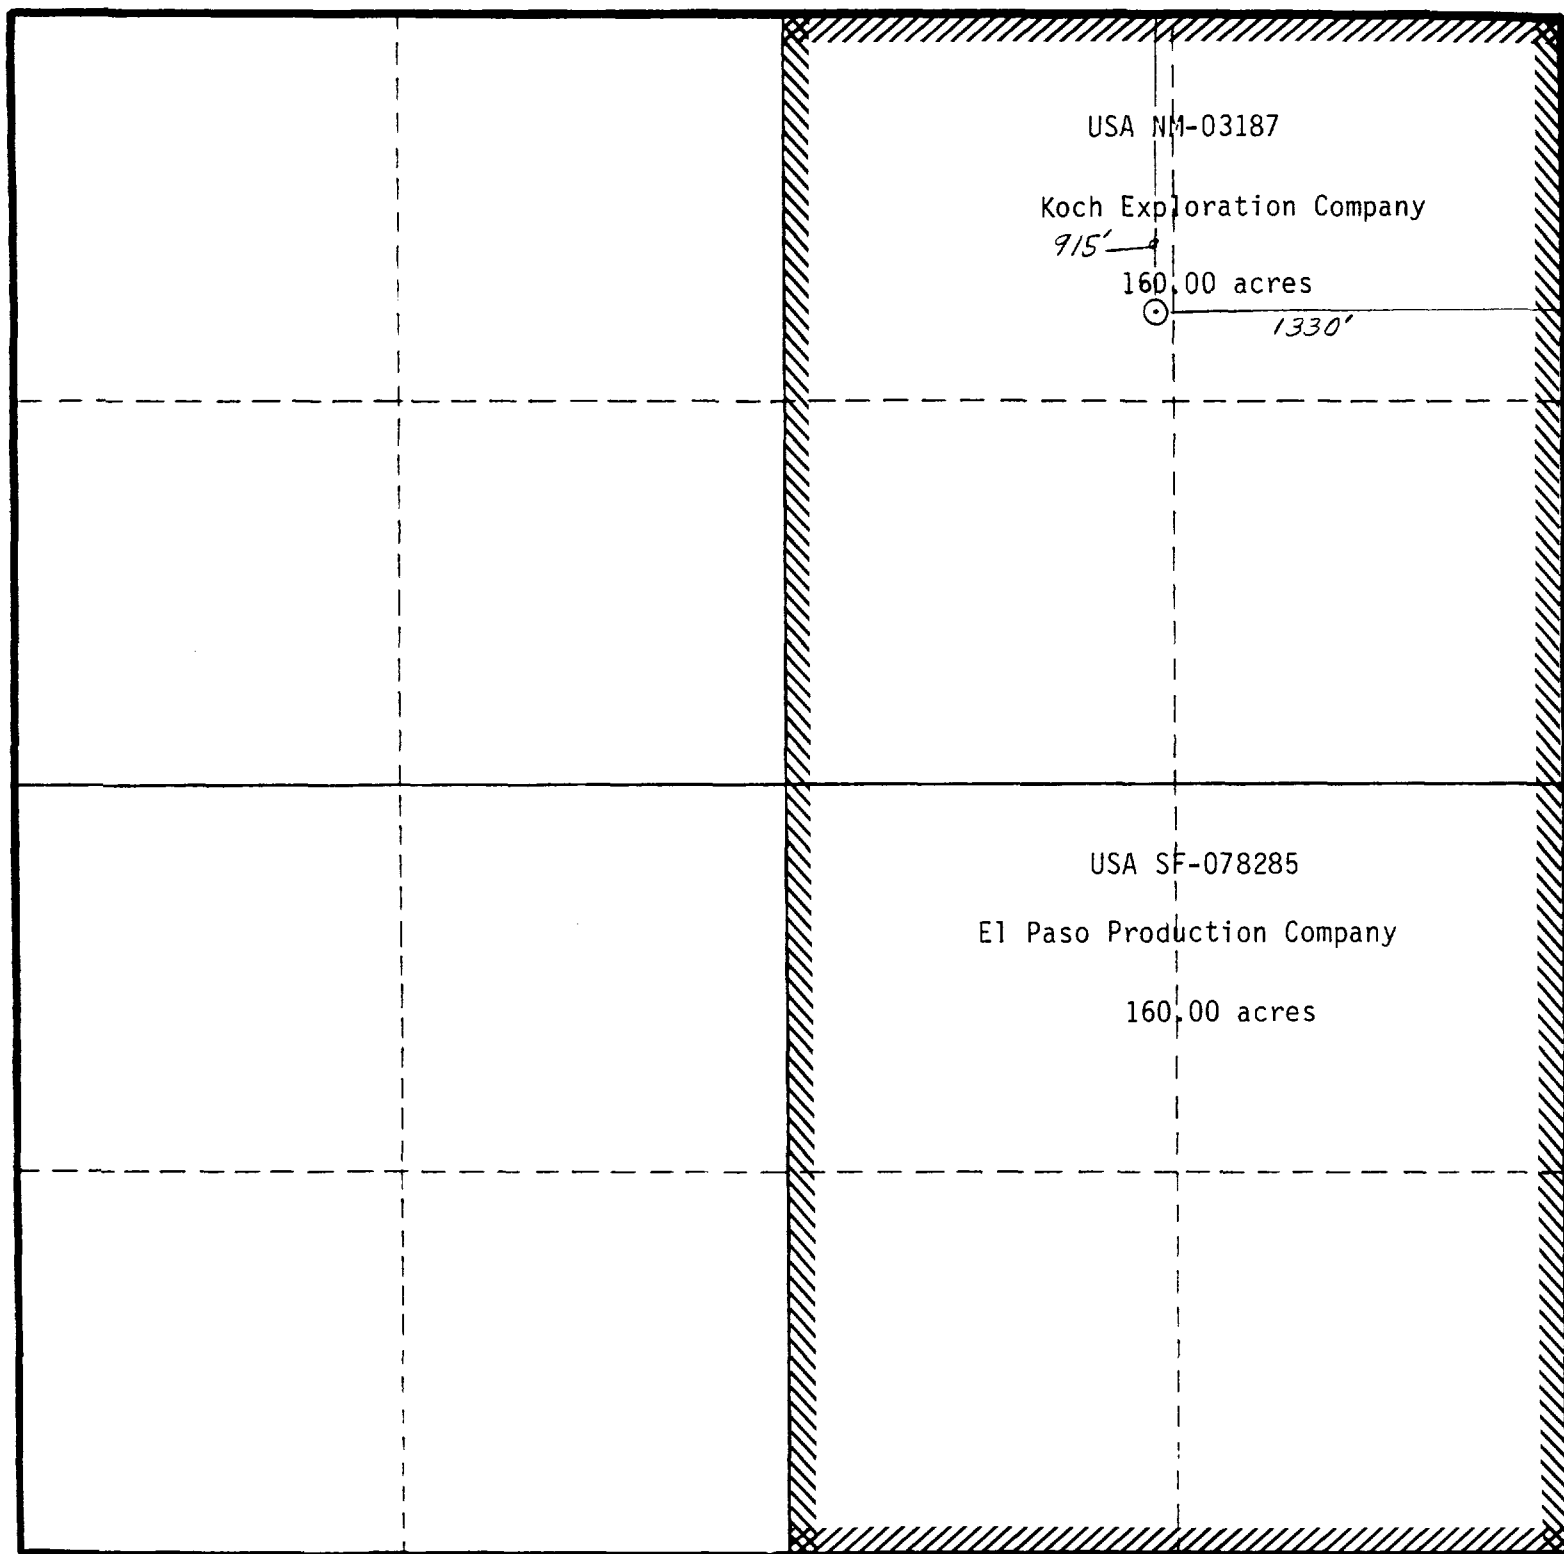 USA NM-03187
Koch Exploration Company
915'
160.00 acres
1330'
USA SF-078285
El Paso Production Company
160.00 acres